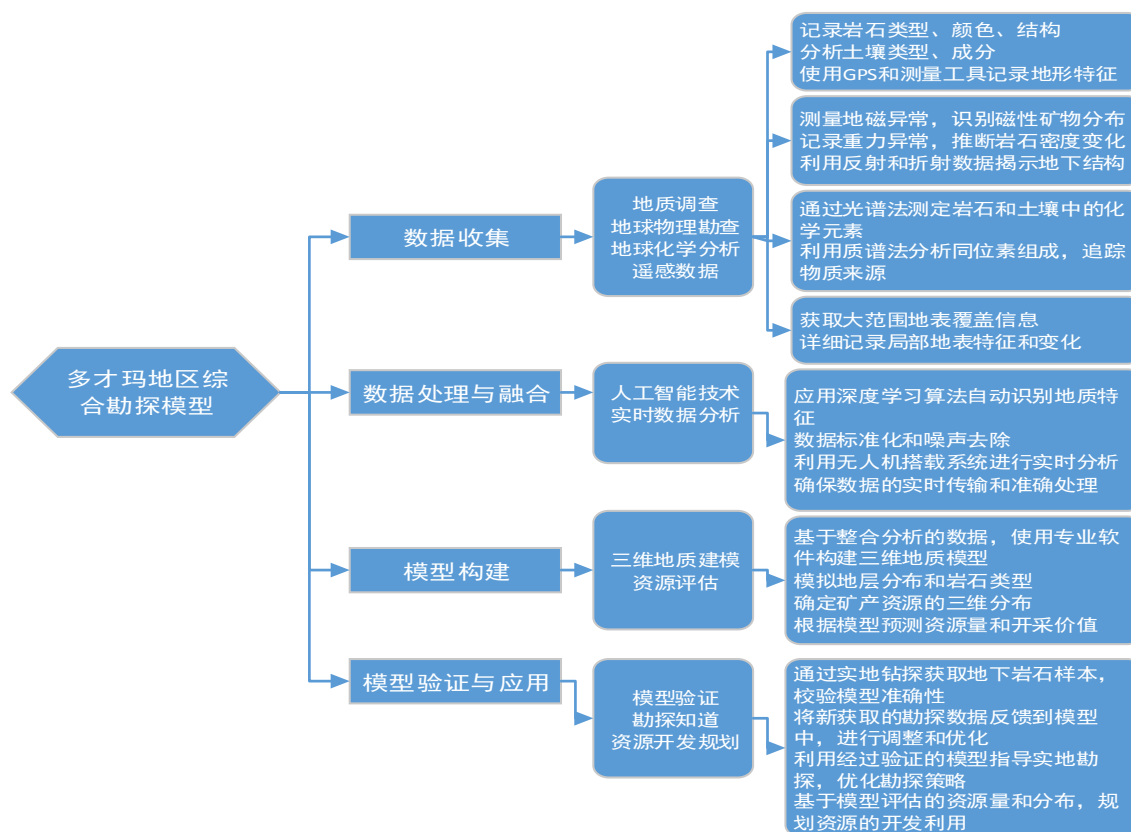 多才玛地区综
合勘探模型
数据收集
地质调查
地球物理勘查
地球化学分析
遥感数据
记录岩石类型、颜色、结构
分析土壤类型、成分
使用GPS和测量工具记录地形特征
测量地磁异常，识别磁性矿物分布
记录重力异常，推断岩石密度变化
利用反射和折射数据揭示地下结构
通过光谱法测定岩石和土壤中的化
学元素
利用质谱法分析同位素组成，追踪
物质来源
获取大范围地表覆盖信息
详细记录局部地表特征和变化
数据处理与融合
人工智能技术
实时数据分析
应用深度学习算法自动识别地质特
征
数据标准化和噪声去除
利用无人机搭载系统进行实时分析
确保数据的实时传输和准确处理
模型构建
三维地质建模
资源评估
基于整合分析的数据，使用专业软
件构建三维地质模型
模拟地层分布和岩石类型
确定矿产资源的三维分布
根据模型预测资源量和开采价值
模型验证与应用
模型验证
勘探知道
资源开发规划
通过实地钻探获取地下岩石样本，
校验模型准确性
将新获取的勘探数据反馈到模型
中，进行调整和优化
利用经过验证的模型指导实地勘
探，优化勘探策略
基于模型评估的资源量和分布，规
划资源的开发利用